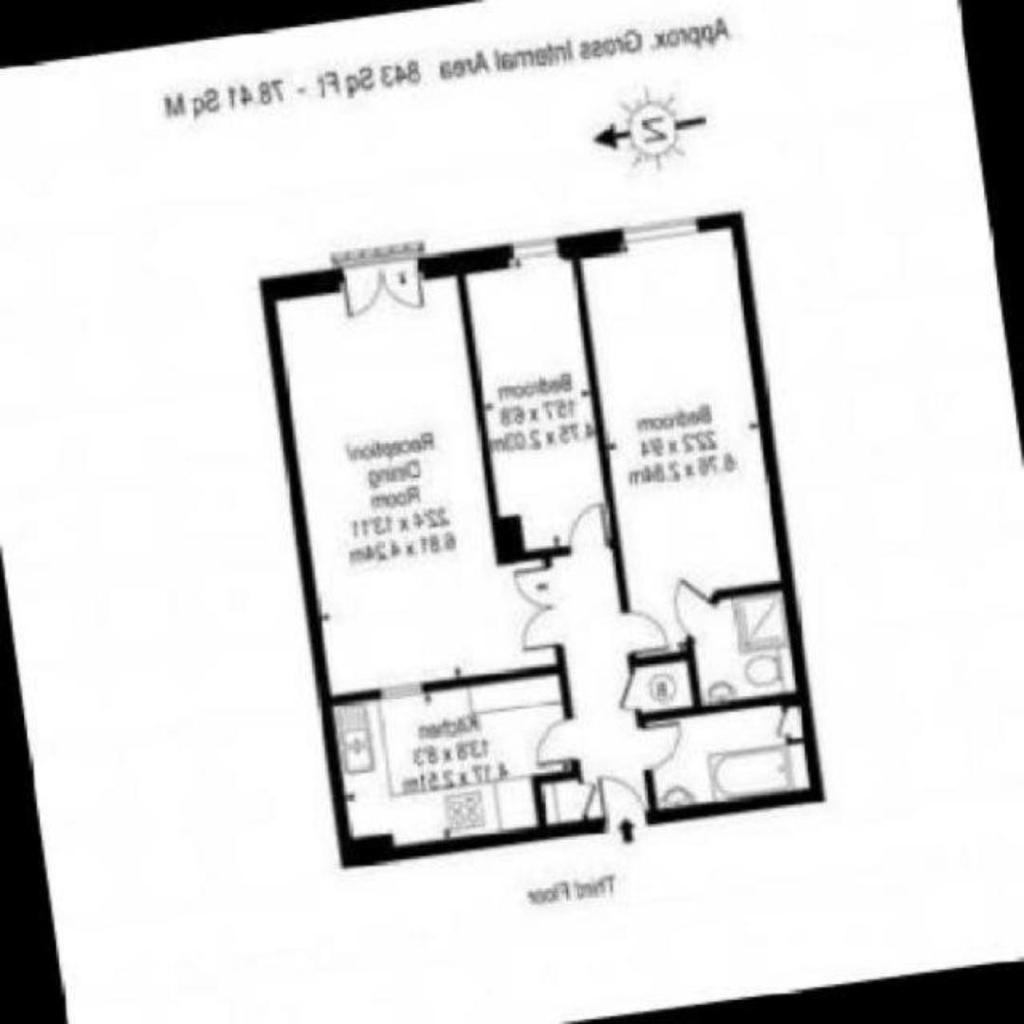 Approx. Gross Internal Area 843 Sq Ft - 78.41 Sq M
N
Bedroom
22'2 x 9'4
6.76 x 2.84m
Bedroom
15'7 x 6'8
4.75 x 2.03m
Reception/
Dining
Room
22'4 x 13'11
6.81 x 4.24m
B
Kitchen
13'8 x 8'3
4.17 x 2.51m
Third Floor